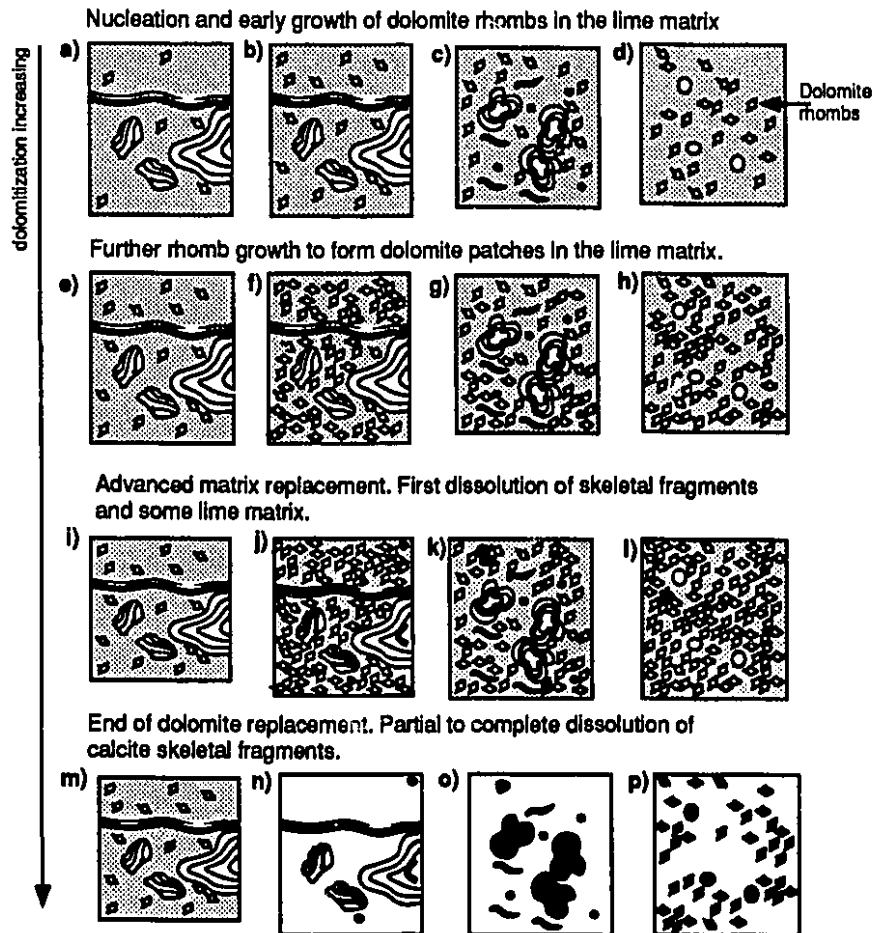 Nucleation and early growth of dolomite rhombs in the lime matrix
a) b) c) d)
Dolomite
rhombs
dolomitization increasing
Further rhomb growth to form dolomite patches in the lime matrix.
e) f) g) h)
Advanced matrix replacement. First dissolution of skeletal fragments
and some lime matrix.
i) j) k) l)
End of dolomite replacement. Partial to complete dissolution of
calcite skeletal fragments.
m) n) o) p)